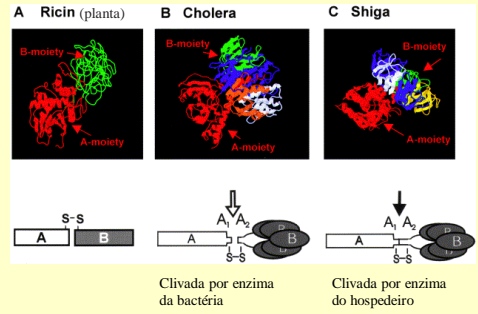 A Ricin (planta)
B Cholera
C Shiga
B-moiety
A-moiety
B-moiety
A-moiety
B-moiety
A-moiety
S-S
A
B
A1 A2
A
S-S
B
B
B
A1 A2
A
S-S
B
B
B
Clivada por enzima
da bactéria
Clivada por enzima
do hospedeiro